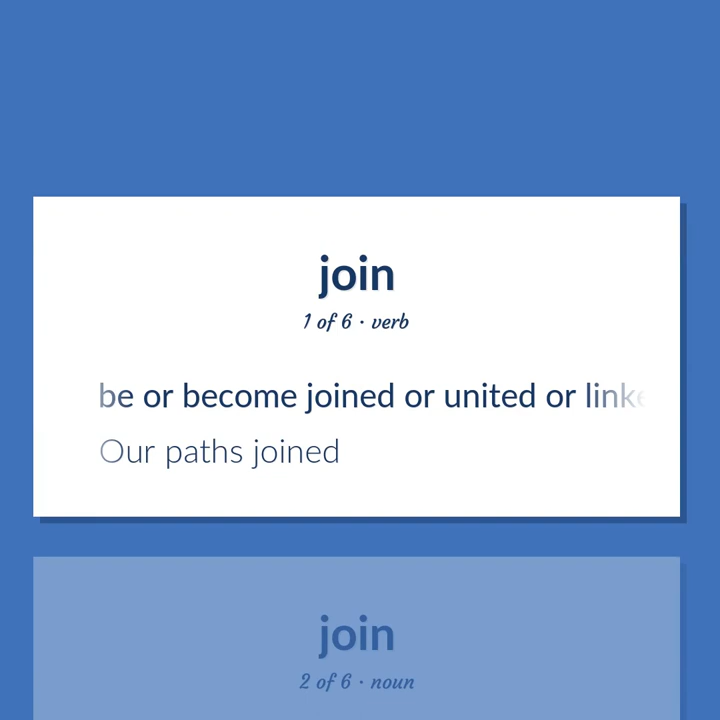 join
1 of 6 · verb
be or become joined or united or linke
Our paths joined
join
2 of 6 · noun